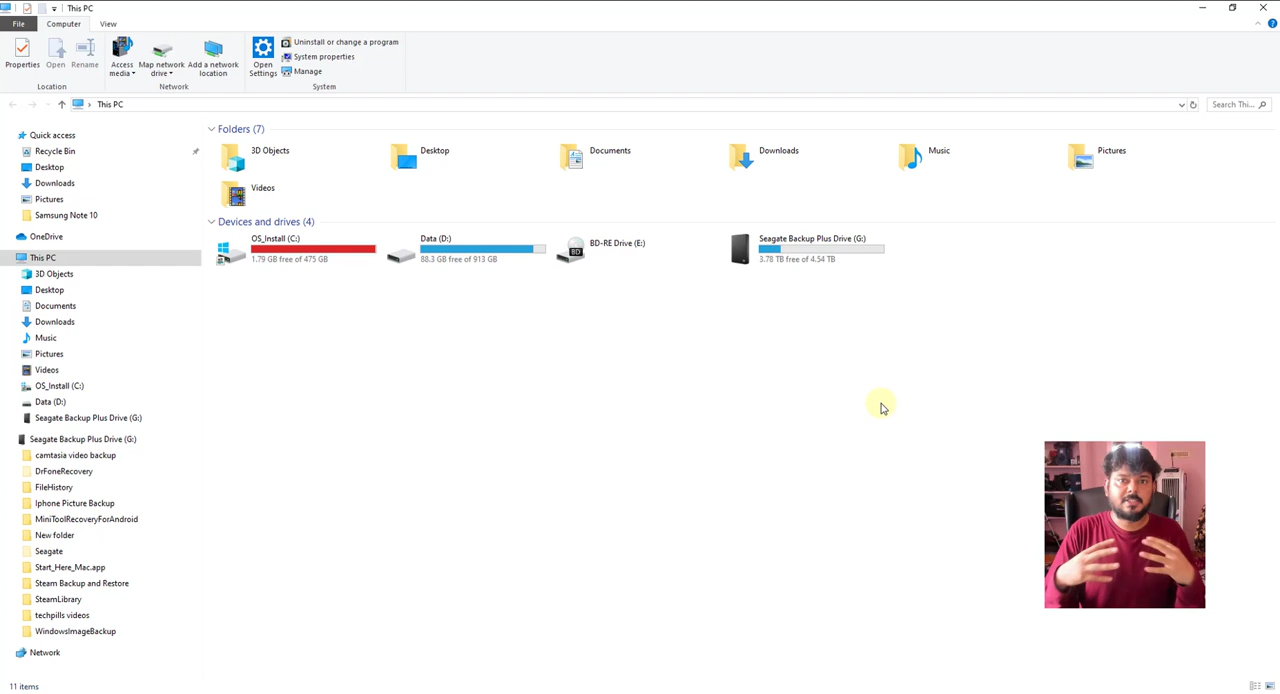 This PC
File
Computer
View
Properties
Open
Rename
Access media
Map network drive
Add a network location
Open Settings
Uninstall or change a program
System properties
Manage
Location
Network
System
This PC
Search Thi...
Quick access
Recycle Bin
Desktop
Downloads
Pictures
Samsung Note 10
OneDrive
This PC
3D Objects
Desktop
Documents
Downloads
Music
Pictures
Videos
OS_Install (C:)
Data (D:)
Seagate Backup Plus Drive (G:)
Seagate Backup Plus Drive (G:)
camtasia video backup
DrFoneRecovery
FileHistory
Iphone Picture Backup
MiniToolRecoveryForAndroid
New folder
Seagate
Start_Here_Mac.app
Steam Backup and Restore
SteamLibrary
techpills videos
WindowsImageBackup
Network
Folders (7)
3D Objects
Desktop
Documents
Downloads
Music
Pictures
Videos
Devices and drives (4)
OS_Install (C:)
1.79 GB free of 475 GB
Data (D:)
88.3 GB free of 913 GB
BD-RE Drive (E:)
BD
Seagate Backup Plus Drive (G:)
3.78 TB free of 4.54 TB
11 items